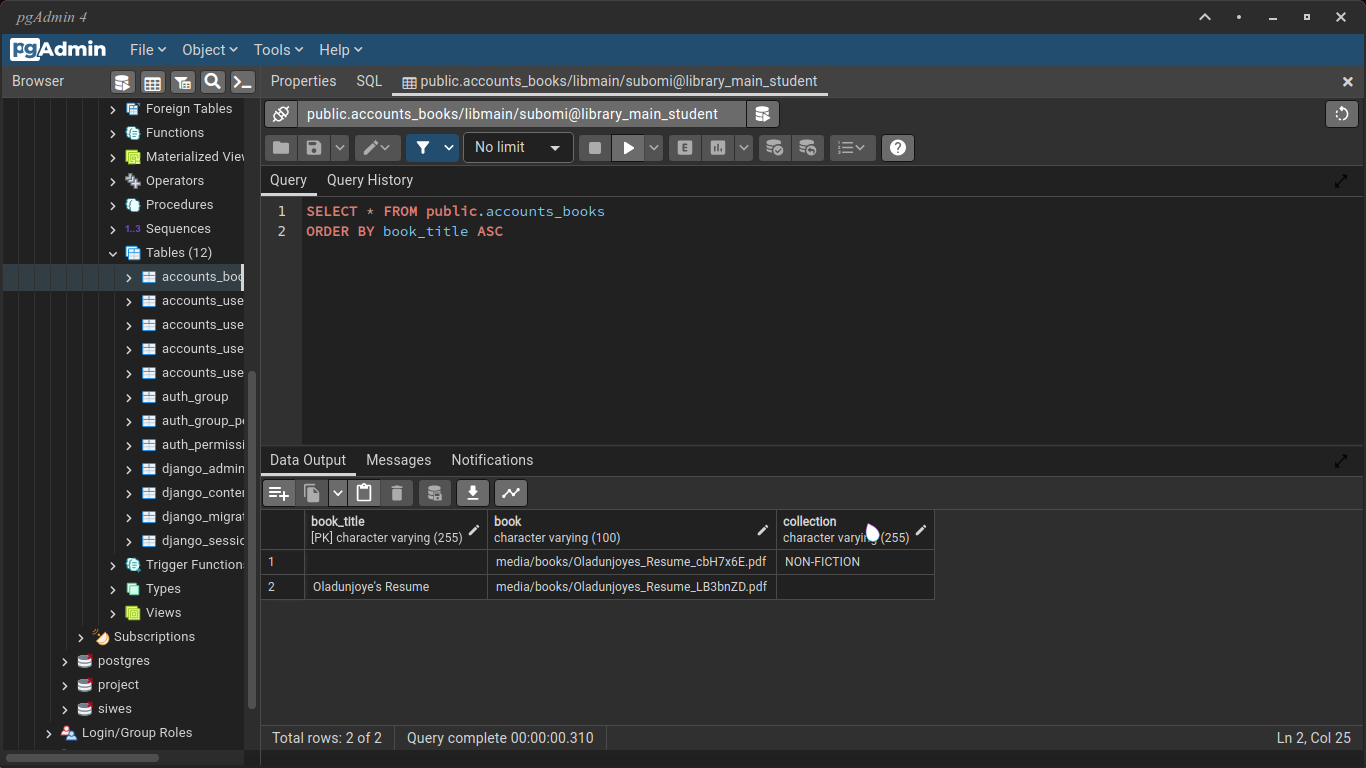 pgAdmin 4
pgAdmin File Object Tools Help
Browser Properties SQL public.accounts_books/libmain/subomi@library_main_student
public.accounts_books/libmain/subomi@library_main_student
No limit
Query Query History
1 SELECT * FROM public.accounts_books
2 ORDER BY book_title ASC
Foreign Tables
Functions
Materialized Vie
Operators
Procedures
1..3 Sequences
Tables (12)
accounts_boo
accounts_use
accounts_use
accounts_use
accounts_use
auth_group
auth_group_pe
auth_permissi
django_admin
django_conter
django_migrat
django_sessio
Trigger Function
Types
Views
Subscriptions
postgres
project
siwes
Login/Group Roles
Data Output Messages Notifications
book_title book collection
[PK] character varying (255) character varying (100) character varying (255)
1 media/books/Oladunjoyes_Resume_cbH7x6E.pdf NON-FICTION
2 Oladunjoye's Resume media/books/Oladunjoyes_Resume_LB3bnZD.pdf
Total rows: 2 of 2 Query complete 00:00:00.310 Ln 2, Col 25